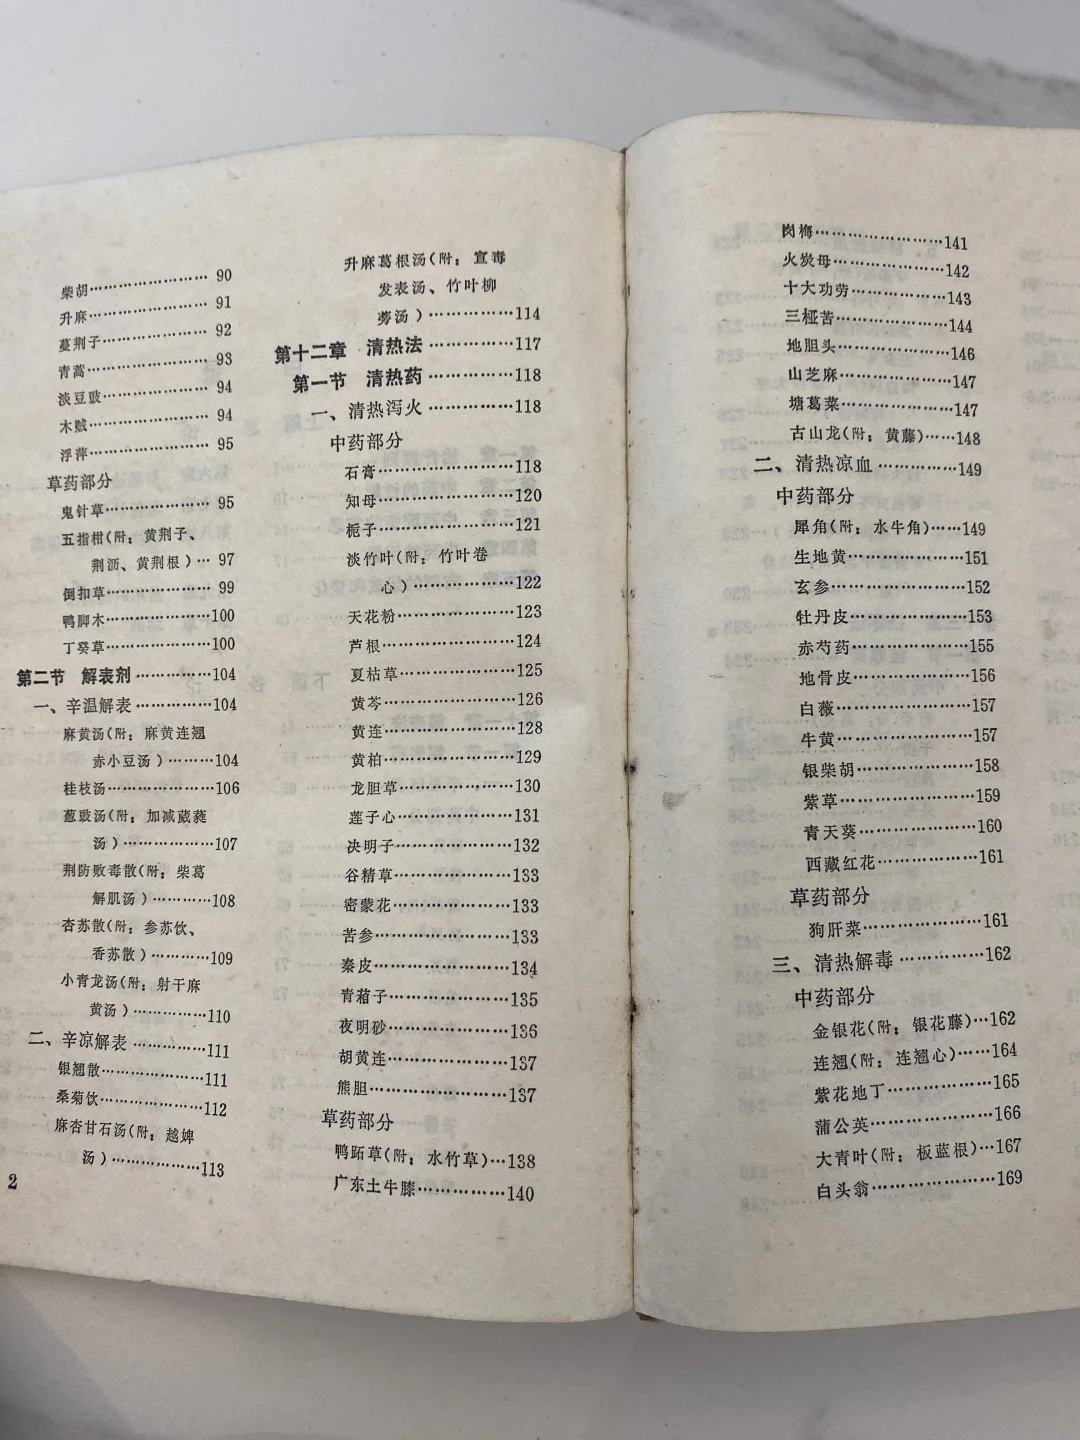 柴胡……………………90
升麻……………………91
蔓荆子…………………92
青蒿……………………93
淡豆豉…………………94
木贼……………………94
浮萍……………………95
草药部分
鬼针草…………………95
五指柑(附：黄荆子、
荆沥、黄荆根)…97
倒扣草…………………99
鸭脚木…………………100
丁癸草…………………100
第二节 解表剂…………104
一、辛温解表……………104
麻黄汤(附：麻黄连翘
赤小豆汤)………104
桂枝汤…………………106
葱豉汤(附：加减葳蕤
汤)………………107
荆防败毒散(附：柴葛
解肌汤)…………108
杏苏散(附：参苏饮、
香苏散)…………109
小青龙汤(附：射干麻
黄汤)……………110
二、辛凉解表……………111
银翘散…………………111
桑菊饮…………………112
麻杏甘石汤(附：越婢
汤)………………113
2
升麻葛根汤(附：宣毒
发表汤、竹叶柳
蒡汤)……………114
第十二章 清热法…………117
第一节 清热药……………118
一、清热泻火……………118
中药部分
石膏……………………118
知母……………………120
栀子……………………121
淡竹叶(附：竹叶卷
心)………………122
天花粉…………………123
芦根……………………124
夏枯草…………………125
黄芩……………………126
黄连……………………128
黄柏……………………129
龙胆草…………………130
莲子心…………………131
决明子…………………132
谷精草…………………133
密蒙花…………………133
苦参……………………133
秦皮……………………134
青葙子…………………135
夜明砂…………………136
胡黄连…………………137
熊胆……………………137
草药部分
鸭跖草(附：水竹草)…138
广东土牛膝……………140
岗梅……………………141
火炭母…………………142
十大功劳………………143
三桠苦…………………144
地胆头…………………146
山芝麻…………………147
塘葛菜…………………147
古山龙(附：黄藤)……148
二、清热凉血……………149
中药部分
犀角(附：水牛角)……149
生地黄…………………151
玄参……………………152
牡丹皮…………………153
赤芍药…………………155
地骨皮…………………156
白薇……………………157
牛黄……………………157
银柴胡…………………158
紫草……………………159
青天葵…………………160
西藏红花………………161
草药部分
狗肝菜…………………161
三、清热解毒……………162
中药部分
金银花(附：银花藤)…162
连翘(附：连翘心)……164
紫花地丁………………165
蒲公英…………………166
大青叶(附：板蓝根)…167
白头翁…………………169